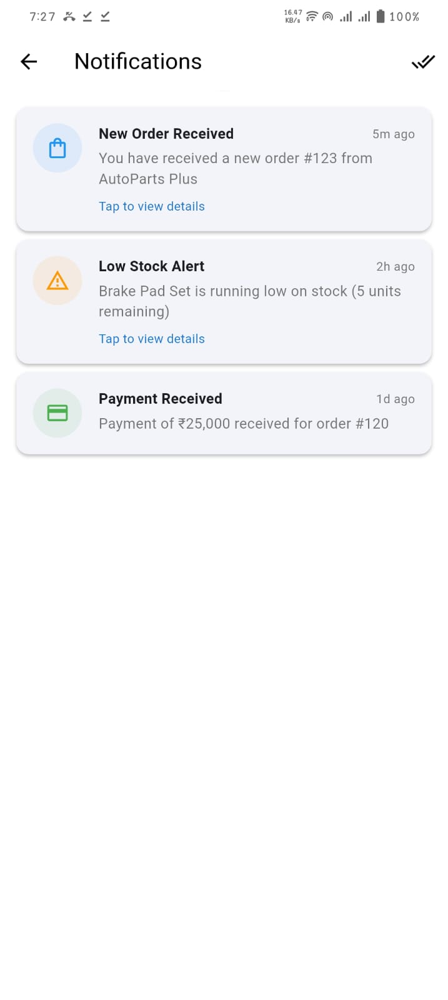 7:27 16.47 KB/s 100%
Notifications
New Order Received 5m ago
You have received a new order #123 from
AutoParts Plus
Tap to view details
Low Stock Alert 2h ago
Brake Pad Set is running low on stock (5 units
remaining)
Tap to view details
Payment Received 1d ago
Payment of ₹25,000 received for order #120